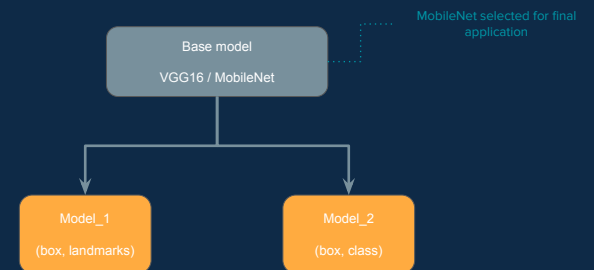 MobileNet selected for final
application
Base model
VGG16 / MobileNet
Model_1
(box, landmarks)
Model_2
(box, class)